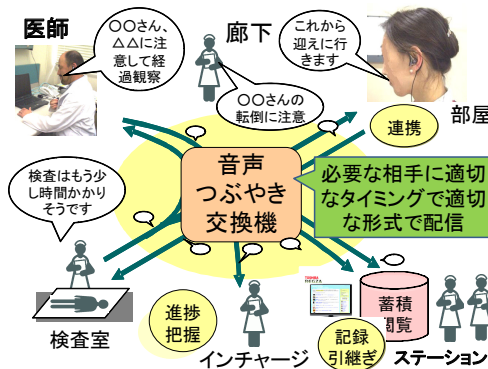 医師
〇〇さん、
△△に注
意して経
過観察
廊下
これから
迎えに行
きます
部屋
〇〇さんの
転倒に注意
連携
検査はもう少
し時間かかり
そうです
音声
つぶやき
交換機
必要な相手に適切
なタイミングで適切
な形式で配信
検査室
進捗
把握
インチャージ
TOSHIBA
記録
引継ぎ
蓄積
閲覧
ステーション